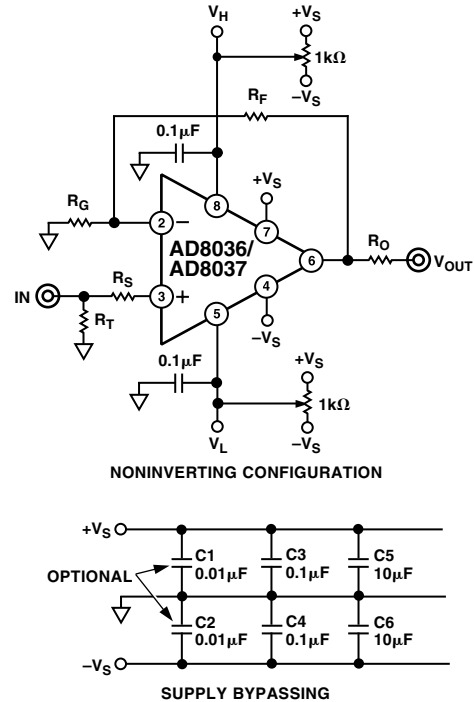 VH +VS
1kΩ
–VS
RF
0.1μF
+VS
RG
8
7
2 –
AD8036/
AD8037
6
RO
VOUT
IN
RS
3 +
RT
4
5
–VS
0.1μF
+VS
1kΩ
VL –VS
NONINVERTING CONFIGURATION
+VS
C1 C3 C5
0.01μF 0.1μF 10μF
OPTIONAL
C2 C4 C6
0.01μF 0.1μF 10μF
–VS
SUPPLY BYPASSING